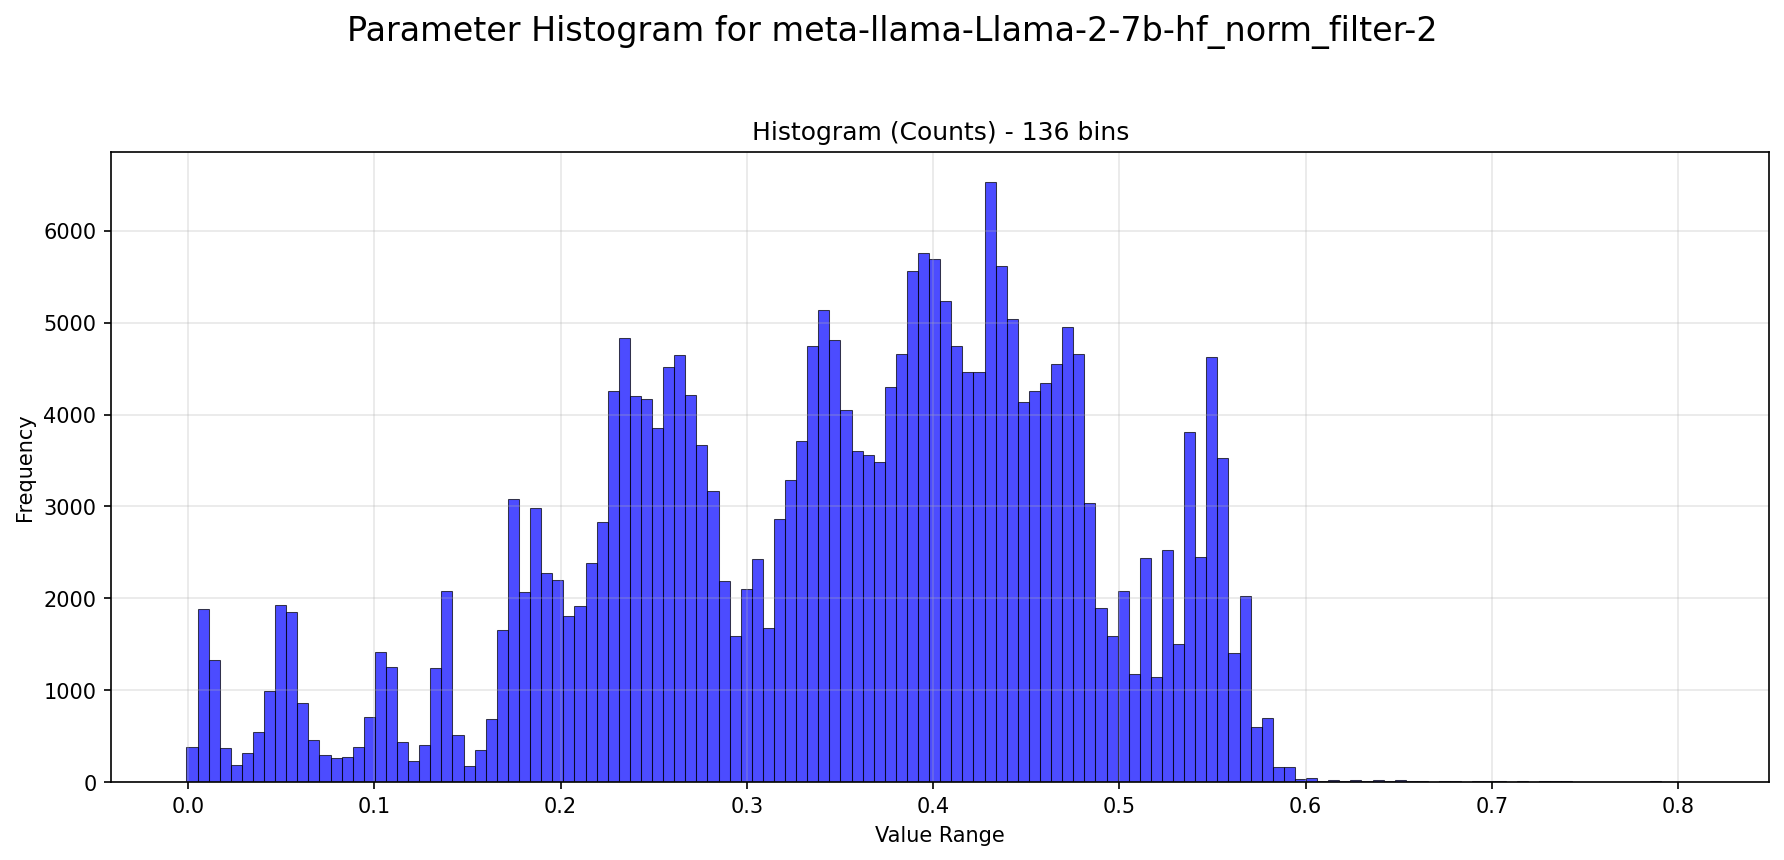 Parameter Histogram for meta-llama-Llama-2-7b-hf_norm_filter-2
Histogram (Counts) - 136 bins
Frequency
6000
5000
4000
3000
2000
1000
0
0.0 0.1 0.2 0.3 0.4 0.5 0.6 0.7 0.8
Value Range